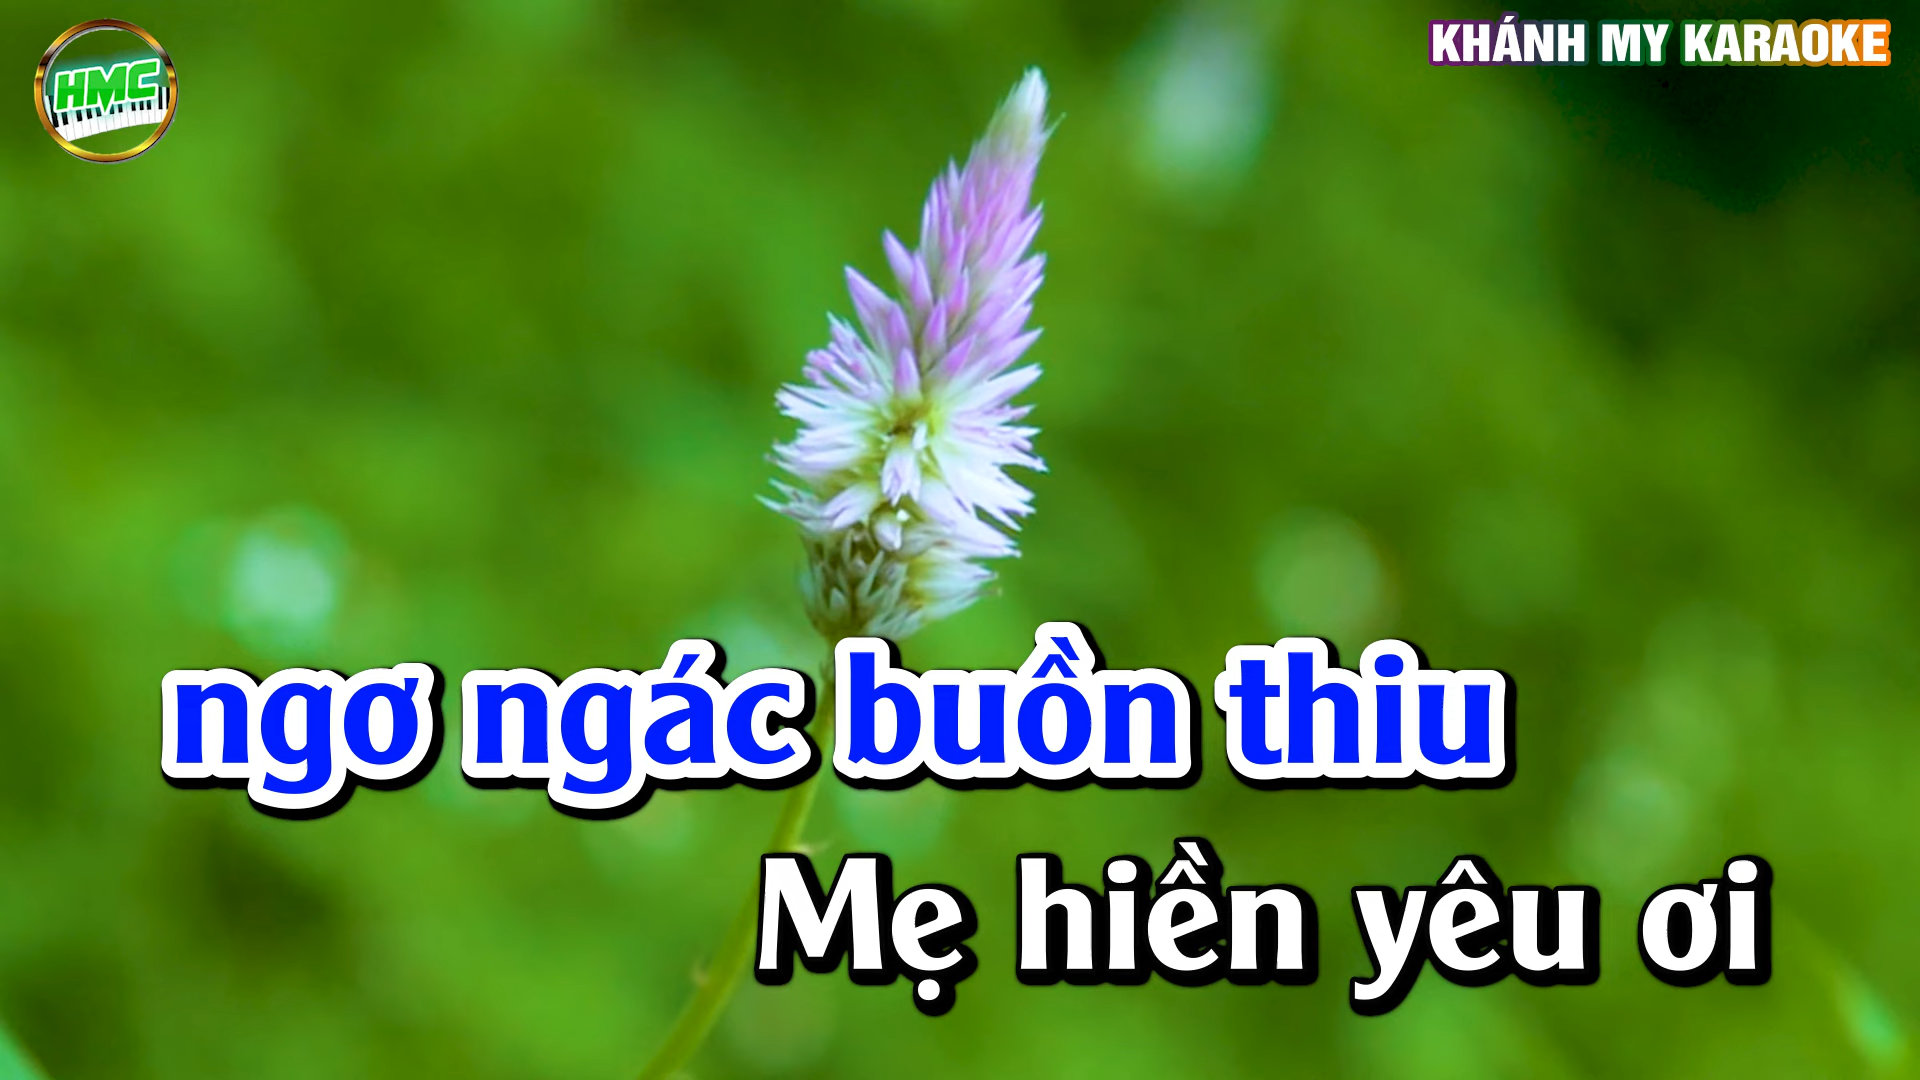 HMC
KHÁNH MY KARAOKE
ngơ ngác buồn thiu
Mẹ hiền yêu ơi